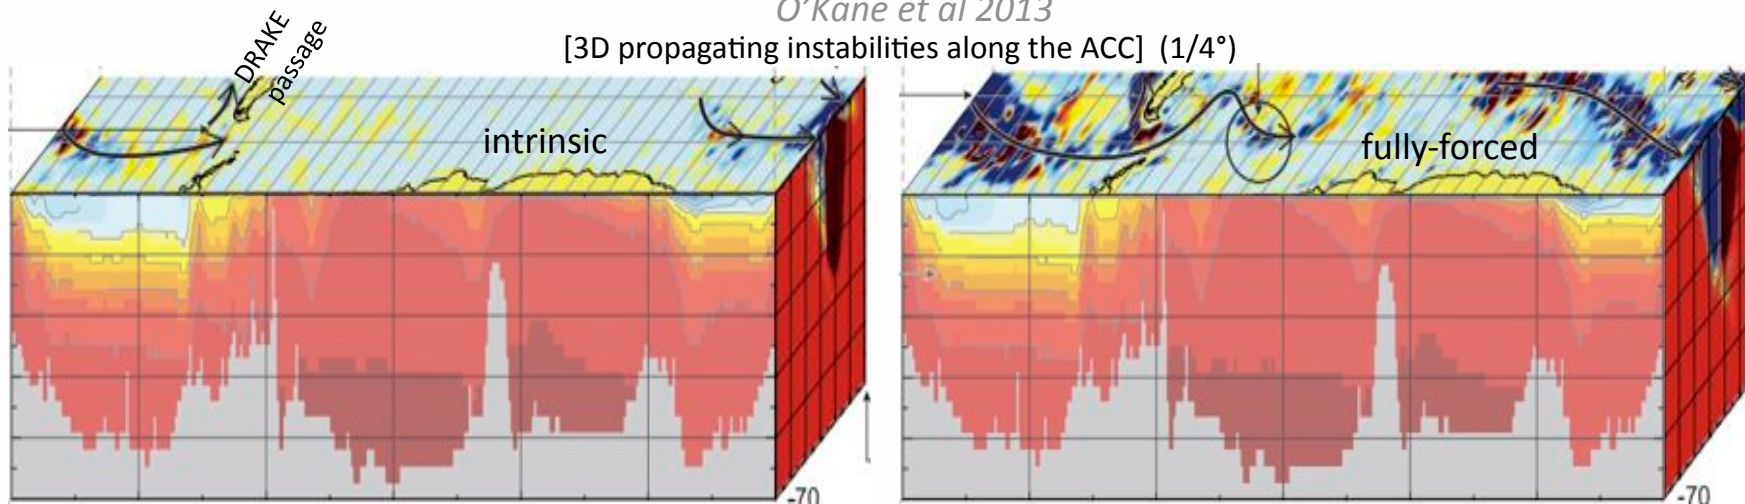 O'Kane et al 2013
[3D propagating instabilities along the ACC] (1/4°)
DRAKE
passage
intrinsic
fully-forced
-70
-70